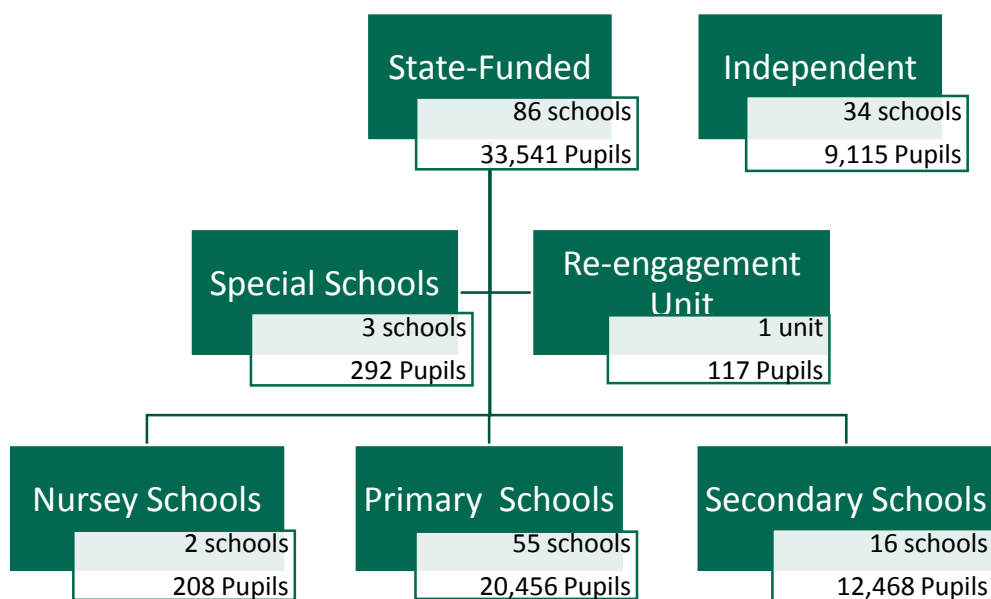 State-Funded
86 schools
33,541 Pupils
Independent
34 schools
9,115 Pupils
Special Schools
3 schools
292 Pupils
Re-engagement
Unit
1 unit
117 Pupils
Nursey Schools
2 schools
208 Pupils
Primary Schools
55 schools
20,456 Pupils
Secondary Schools
16 schools
12,468 Pupils